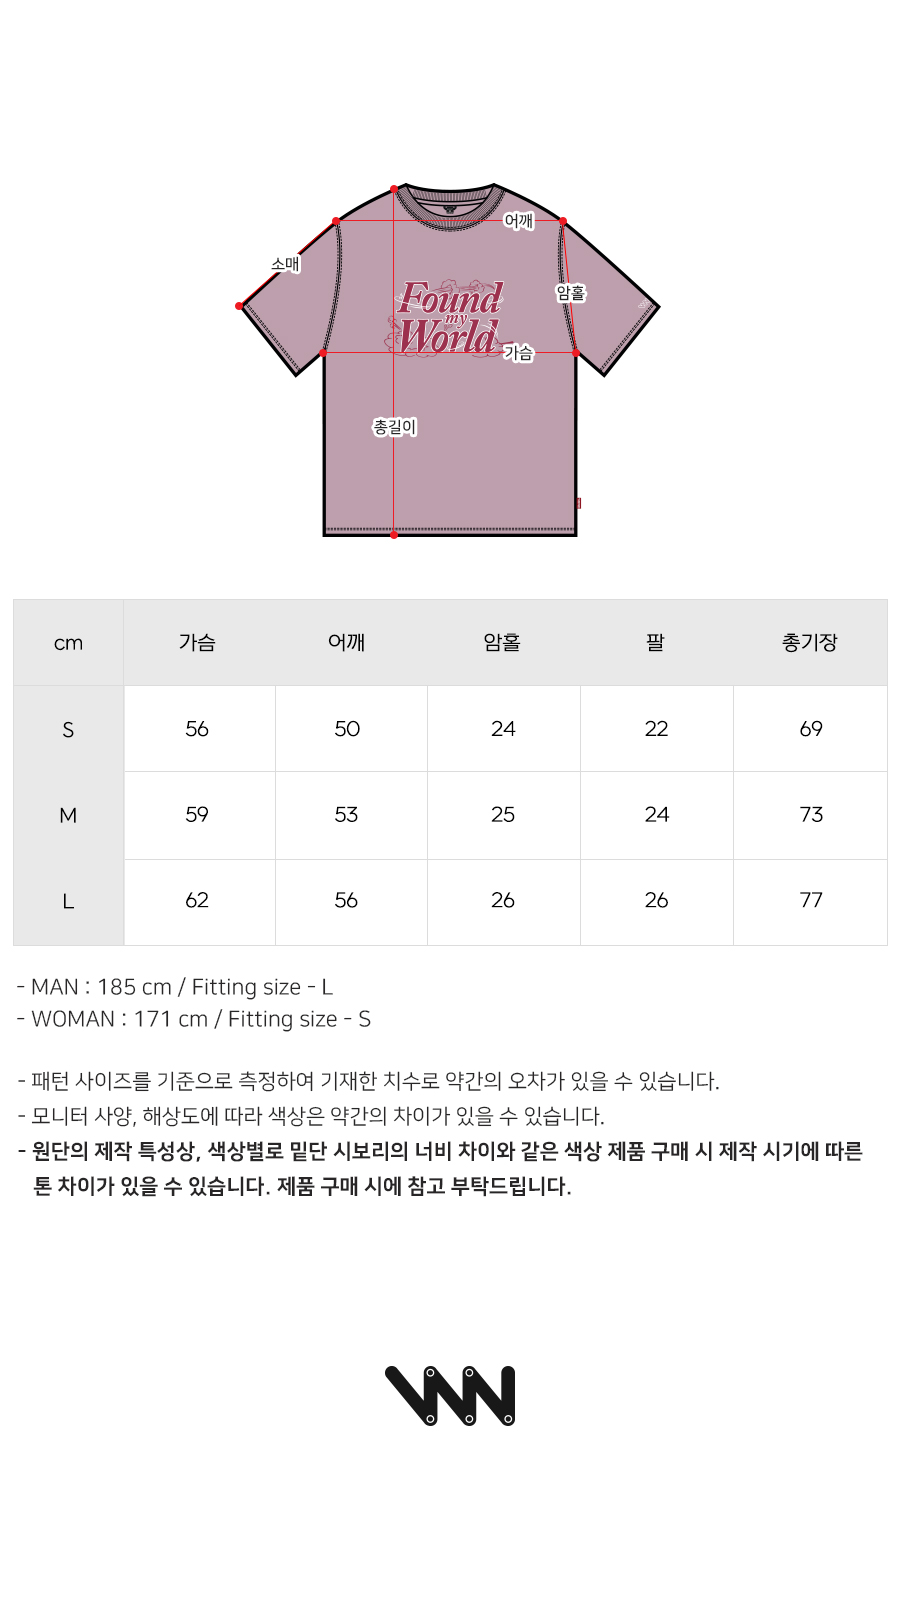 어깨
소매
암홀
Found
my
World
가슴
총길이
cm 가슴 어깨 암홀 팔 총기장
S 56 50 24 22 69
M 59 53 25 24 73
L 62 56 26 26 77
- MAN : 185 cm / Fitting size - L
- WOMAN : 171 cm / Fitting size - S
- 패턴 사이즈를 기준으로 측정하여 기재한 치수로 약간의 오차가 있을 수 있습니다.
- 모니터 사양, 해상도에 따라 색상은 약간의 차이가 있을 수 있습니다.
- 원단의 제작 특성상, 색상별로 밑단 시보리의 너비 차이와 같은 색상 제품 구매 시 제작 시기에 따른
톤 차이가 있을 수 있습니다. 제품 구매 시에 참고 부탁드립니다.